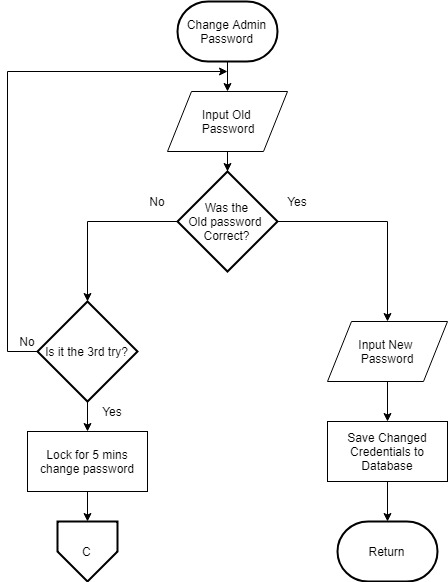 Change Admin
Password
Input Old
Password
No
Yes
Was the
Old password
Correct?
No
Is it the 3rd try?
Input New
Password
Yes
Lock for 5 mins
change password
Save Changed
Credentials to
Database
C
Return